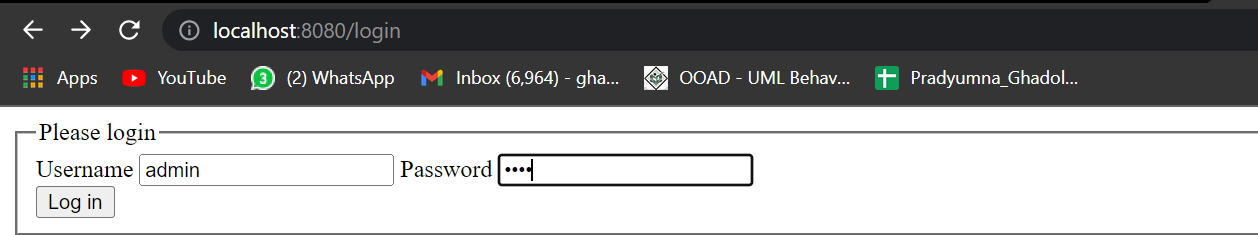 localhost:8080/login
Apps YouTube 3 (2) WhatsApp Inbox (6,964) - gha... OOAD - UML Behav... Pradyumna_Ghadol...
Please login
Username admin Password ••••
Log in